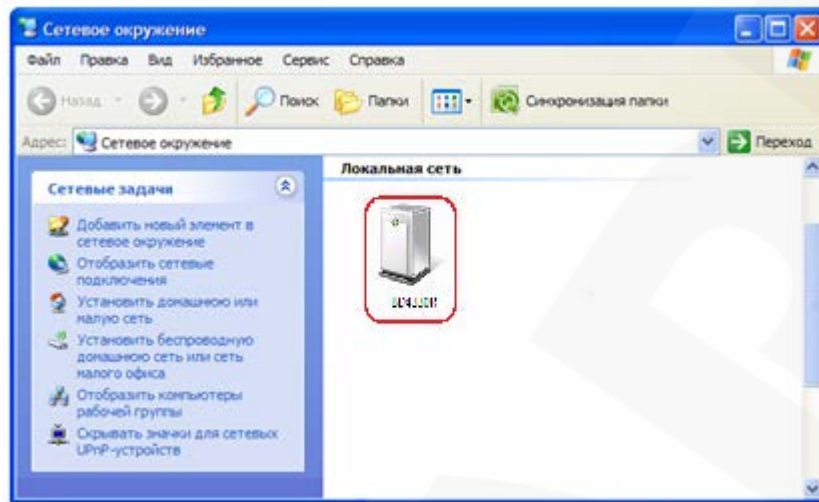 Сетевое окружение
Файл Правка Вид Избранное Сервис Справка
Назад Поиск Папки Синхронизация папки
Адрес: Сетевое окружение Переход
Локальная сеть
Сетевые задачи
Добавить новый элемент в
сетевое окружение
Отобразить сетевые
подключения
Установить домашнюю или
малую сеть
Установить беспроводную
домашнюю сеть или сеть
малого офиса
Отобразить компьютеры
рабочей группы
Скрывать значки для сетевых
UPnP-устройств